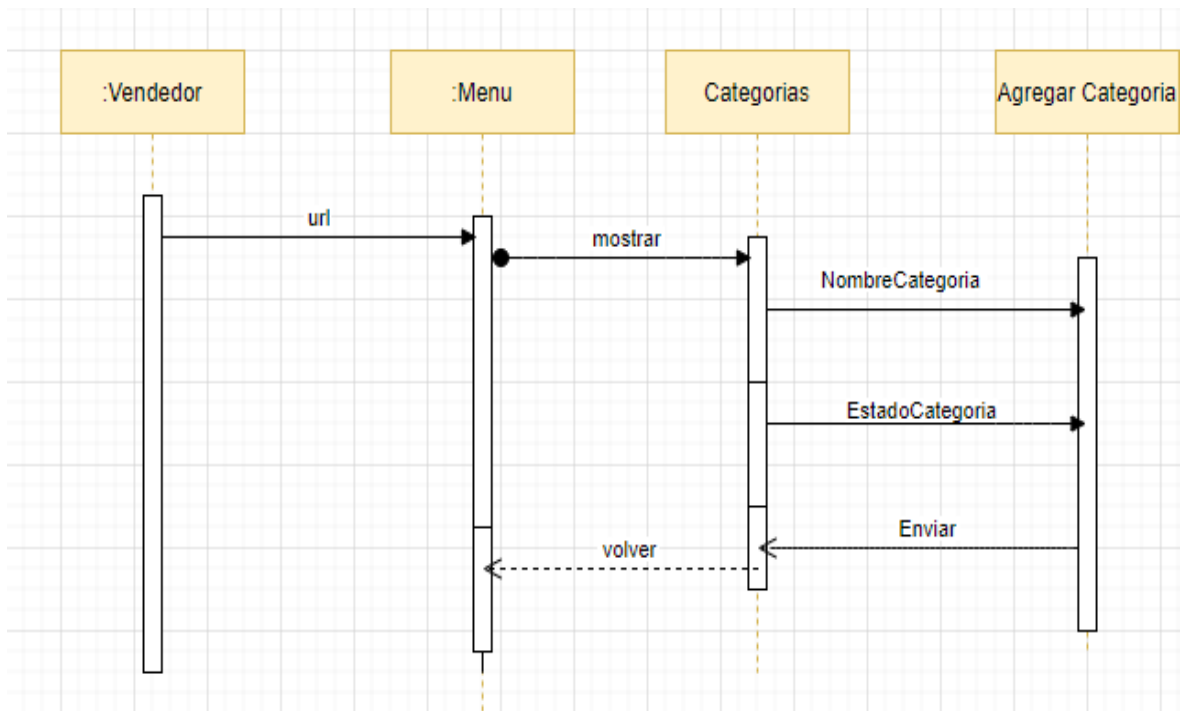 :Vendedor
:Menu
Categorias
Agregar Categoria
url
mostrar
NombreCategoria
EstadoCategoria
Enviar
volver